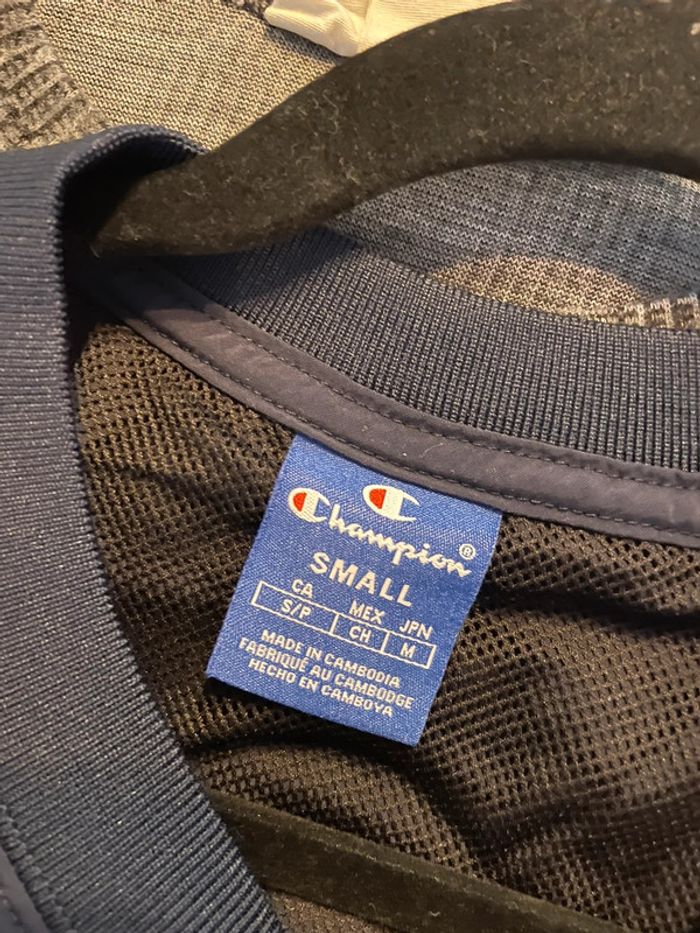 Champion®
SMALL
CA MEX JPN
S/P CH M
MADE IN CAMBODIA
FABRIQUÉ AU CAMBODGE
HECHO EN CAMBOYA